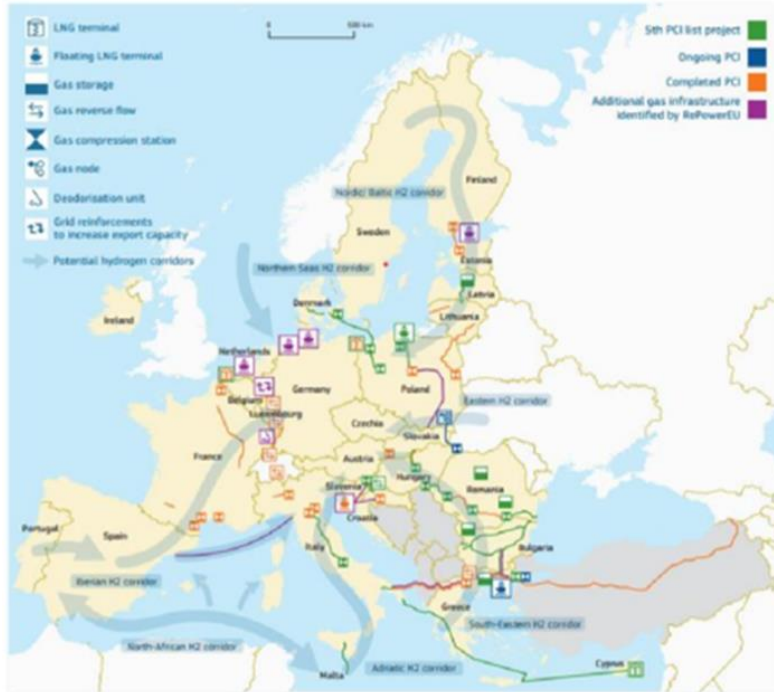 LNG terminal
Floating LNG terminal
Gas storage
Gas reverse flow
Gas compression station
Gas node
Deodorisation unit
Grid reinforcements
to increase export capacity
Potential hydrogen corridors
0
500 km
5th PCI list project
Ongoing PCI
Completed PCI
Additional gas infrastructure
identified by RePowerEU
Finland
Nordic/ Baltic H2 corridor
Sweden
Estonia
Northern Seas H2 corridor
Latvia
Denmark
Lithuania
Ireland
Netherlands
Germany
Poland
Belgium
Eastern H2 corridor
Luxembourg
Czechia
Slovakia
France
Austria
Hungary
Slovenia
Romania
Croatia
Portugal
Spain
Italy
Bulgaria
Iberian H2 corridor
Greece
South-Eastern H2 corridor
North-African H2 corridor
Adriatic H2 corridor
Cyprus
Malta